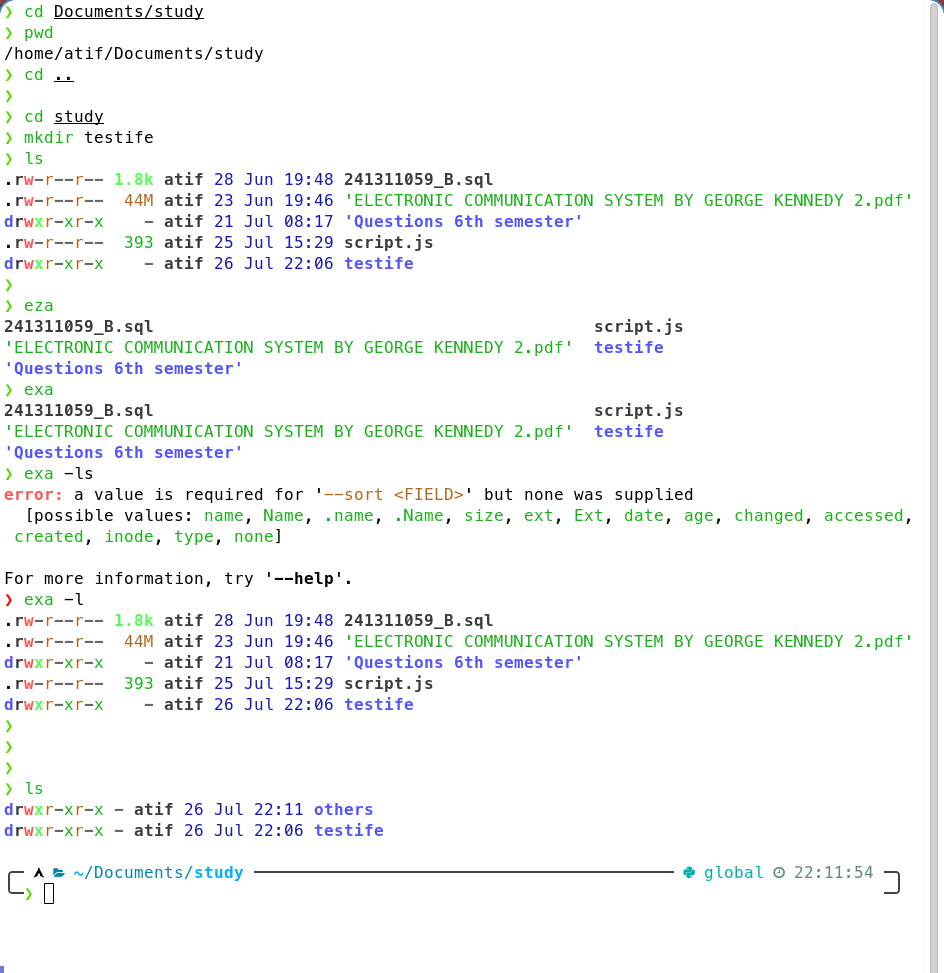 ❯ cd Documents/study
❯ pwd
/home/atif/Documents/study
❯ cd ..
❯
❯ cd study
❯ mkdir testife
❯ ls
.rw-r--r-- 1.8k atif 28 Jun 19:48 241311059_B.sql
.rw-r--r--  44M atif 23 Jun 19:46 'ELECTRONIC COMMUNICATION SYSTEM BY GEORGE KENNEDY 2.pdf'
drwxr-xr-x    - atif 21 Jul 08:17 'Questions 6th semester'
.rw-r--r--  393 atif 25 Jul 15:29 script.js
drwxr-xr-x    - atif 26 Jul 22:06 testife
❯
❯ eza
241311059_B.sql                                            script.js
'ELECTRONIC COMMUNICATION SYSTEM BY GEORGE KENNEDY 2.pdf'  testife
'Questions 6th semester'
❯ exa
241311059_B.sql                                            script.js
'ELECTRONIC COMMUNICATION SYSTEM BY GEORGE KENNEDY 2.pdf'  testife
'Questions 6th semester'
❯ exa -ls
error: a value is required for '--sort <FIELD>' but none was supplied
  [possible values: name, Name, .name, .Name, size, ext, Ext, date, age, changed, accessed,
 created, inode, type, none]

For more information, try '--help'.
❯ exa -l
.rw-r--r-- 1.8k atif 28 Jun 19:48 241311059_B.sql
.rw-r--r--  44M atif 23 Jun 19:46 'ELECTRONIC COMMUNICATION SYSTEM BY GEORGE KENNEDY 2.pdf'
drwxr-xr-x    - atif 21 Jul 08:17 'Questions 6th semester'
.rw-r--r--  393 atif 25 Jul 15:29 script.js
drwxr-xr-x    - atif 26 Jul 22:06 testife
❯
❯
❯
❯ ls
drwxr-xr-x - atif 26 Jul 22:11 others
drwxr-xr-x - atif 26 Jul 22:06 testife

~/Documents/study global 22:11:54
❯